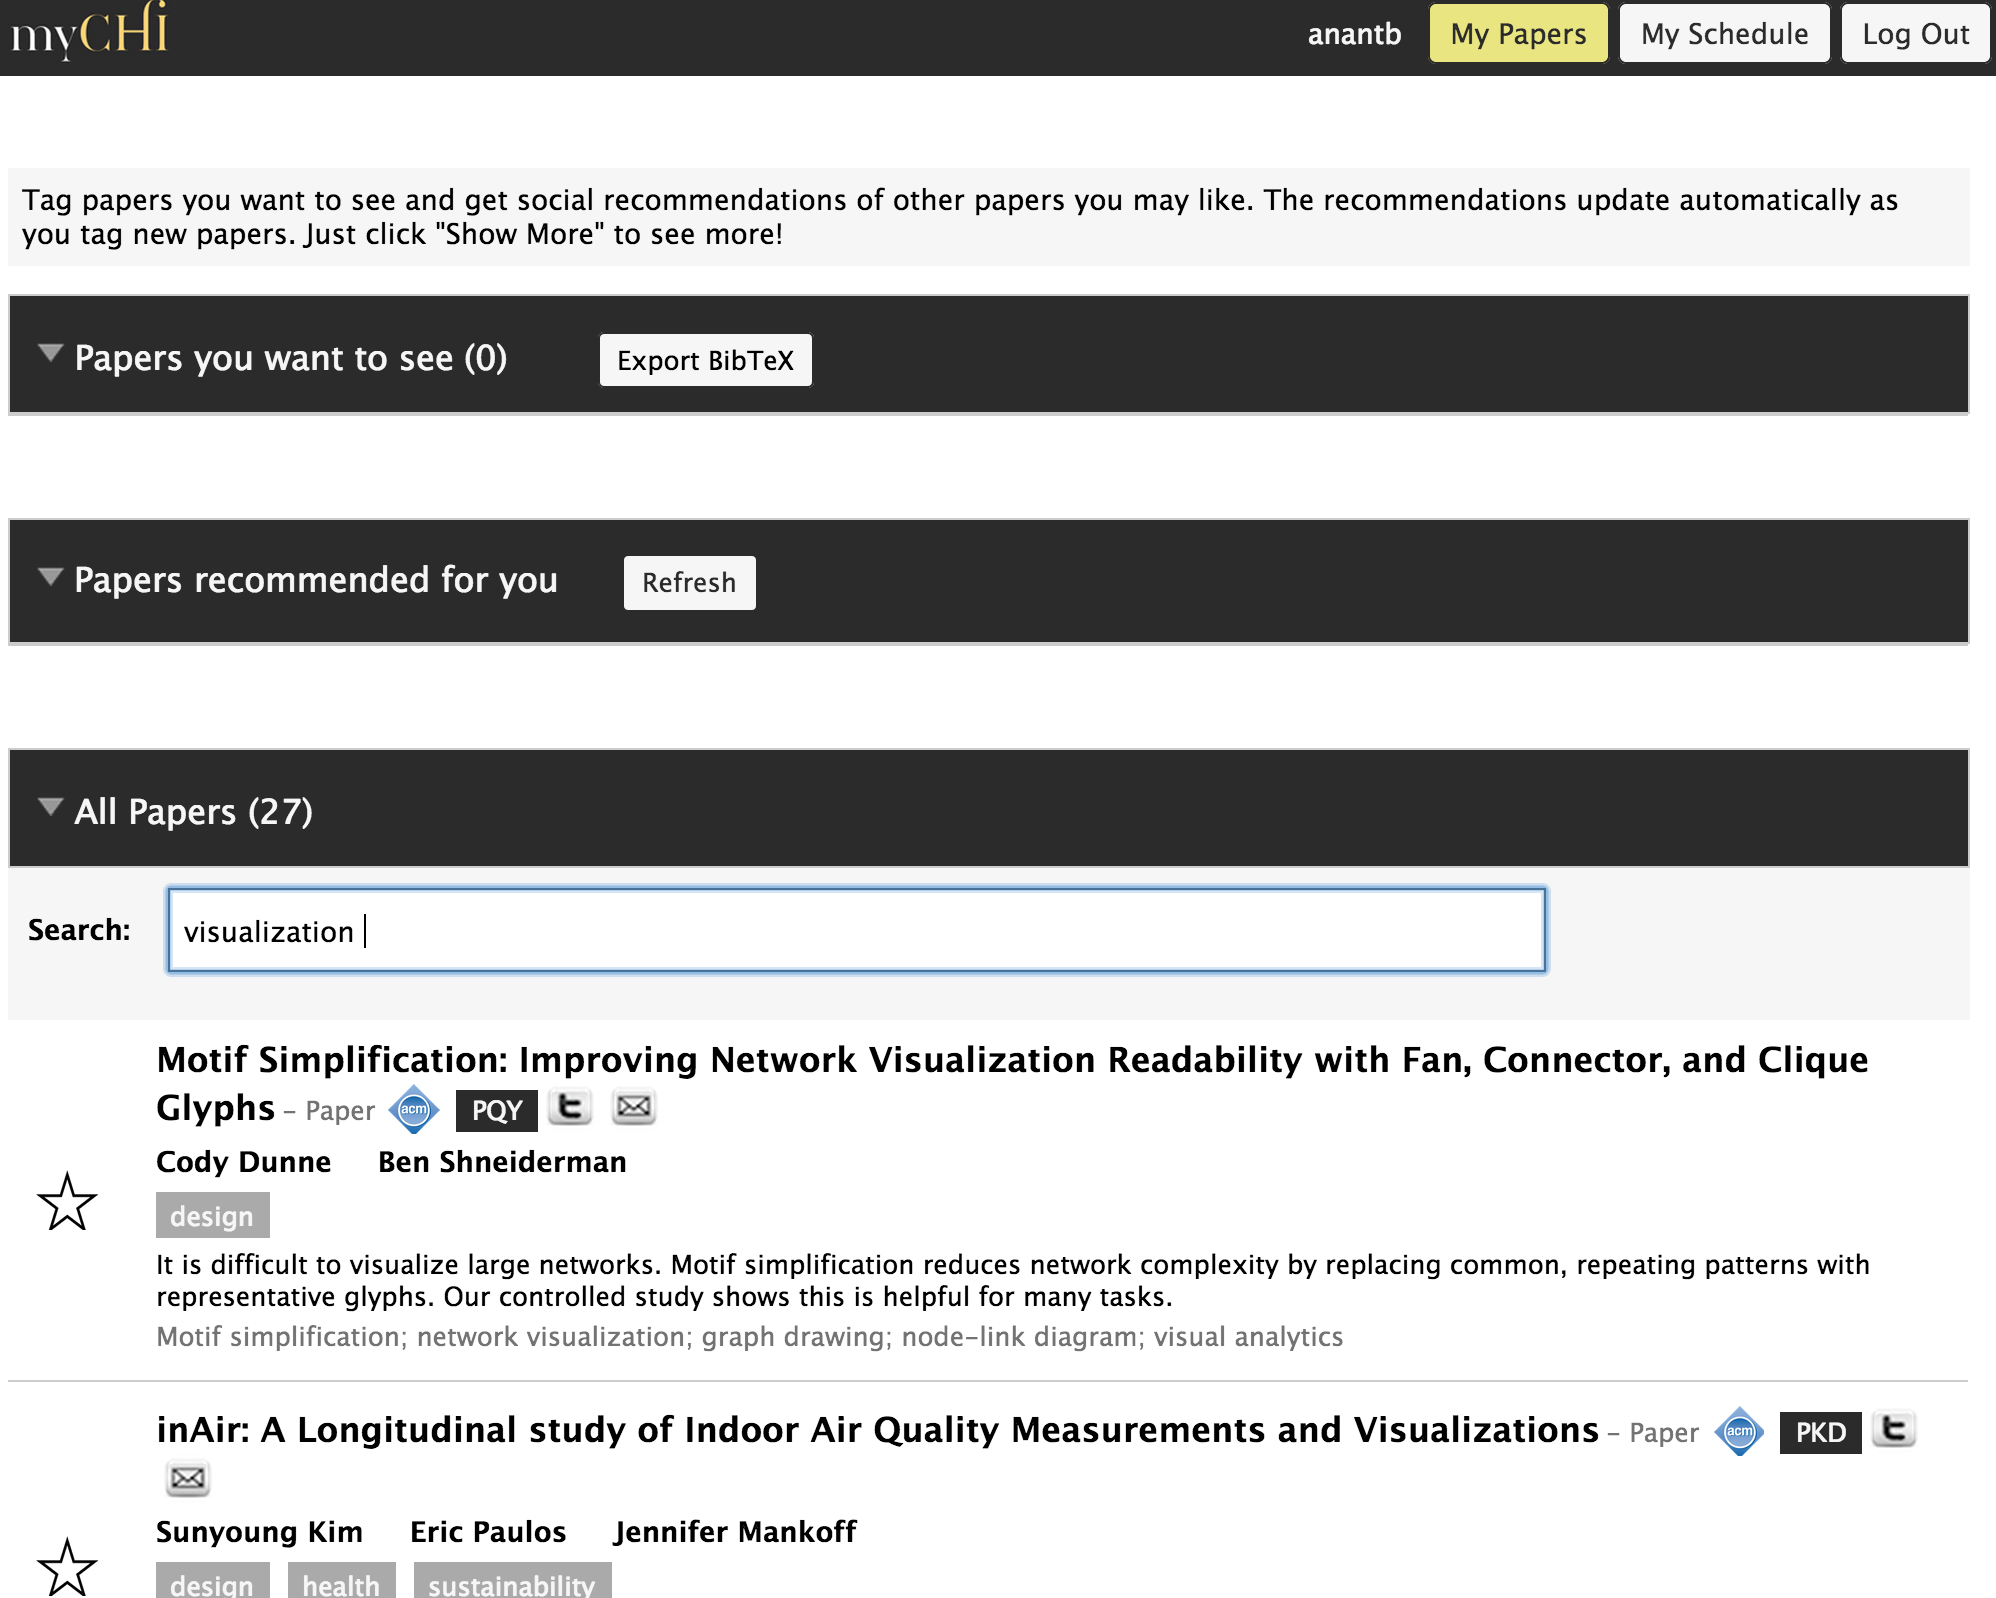 myCHI
anantb My Papers My Schedule Log Out
Tag papers you want to see and get social recommendations of other papers you may like. The recommendations update automatically as
you tag new papers. Just click "Show More" to see more!
Papers you want to see (0) Export BibTeX
Papers recommended for you Refresh
All Papers (27)
Search: visualization
Motif Simplification: Improving Network Visualization Readability with Fan, Connector, and Clique
Glyphs – Paper acm PQY t
Cody Dunne Ben Shneiderman
design
It is difficult to visualize large networks. Motif simplification reduces network complexity by replacing common, repeating patterns with
representative glyphs. Our controlled study shows this is helpful for many tasks.
Motif simplification; network visualization; graph drawing; node-link diagram; visual analytics
inAir: A Longitudinal study of Indoor Air Quality Measurements and Visualizations – Paper acm PKD t
Sunyoung Kim Eric Paulos Jennifer Mankoff
design health sustainability